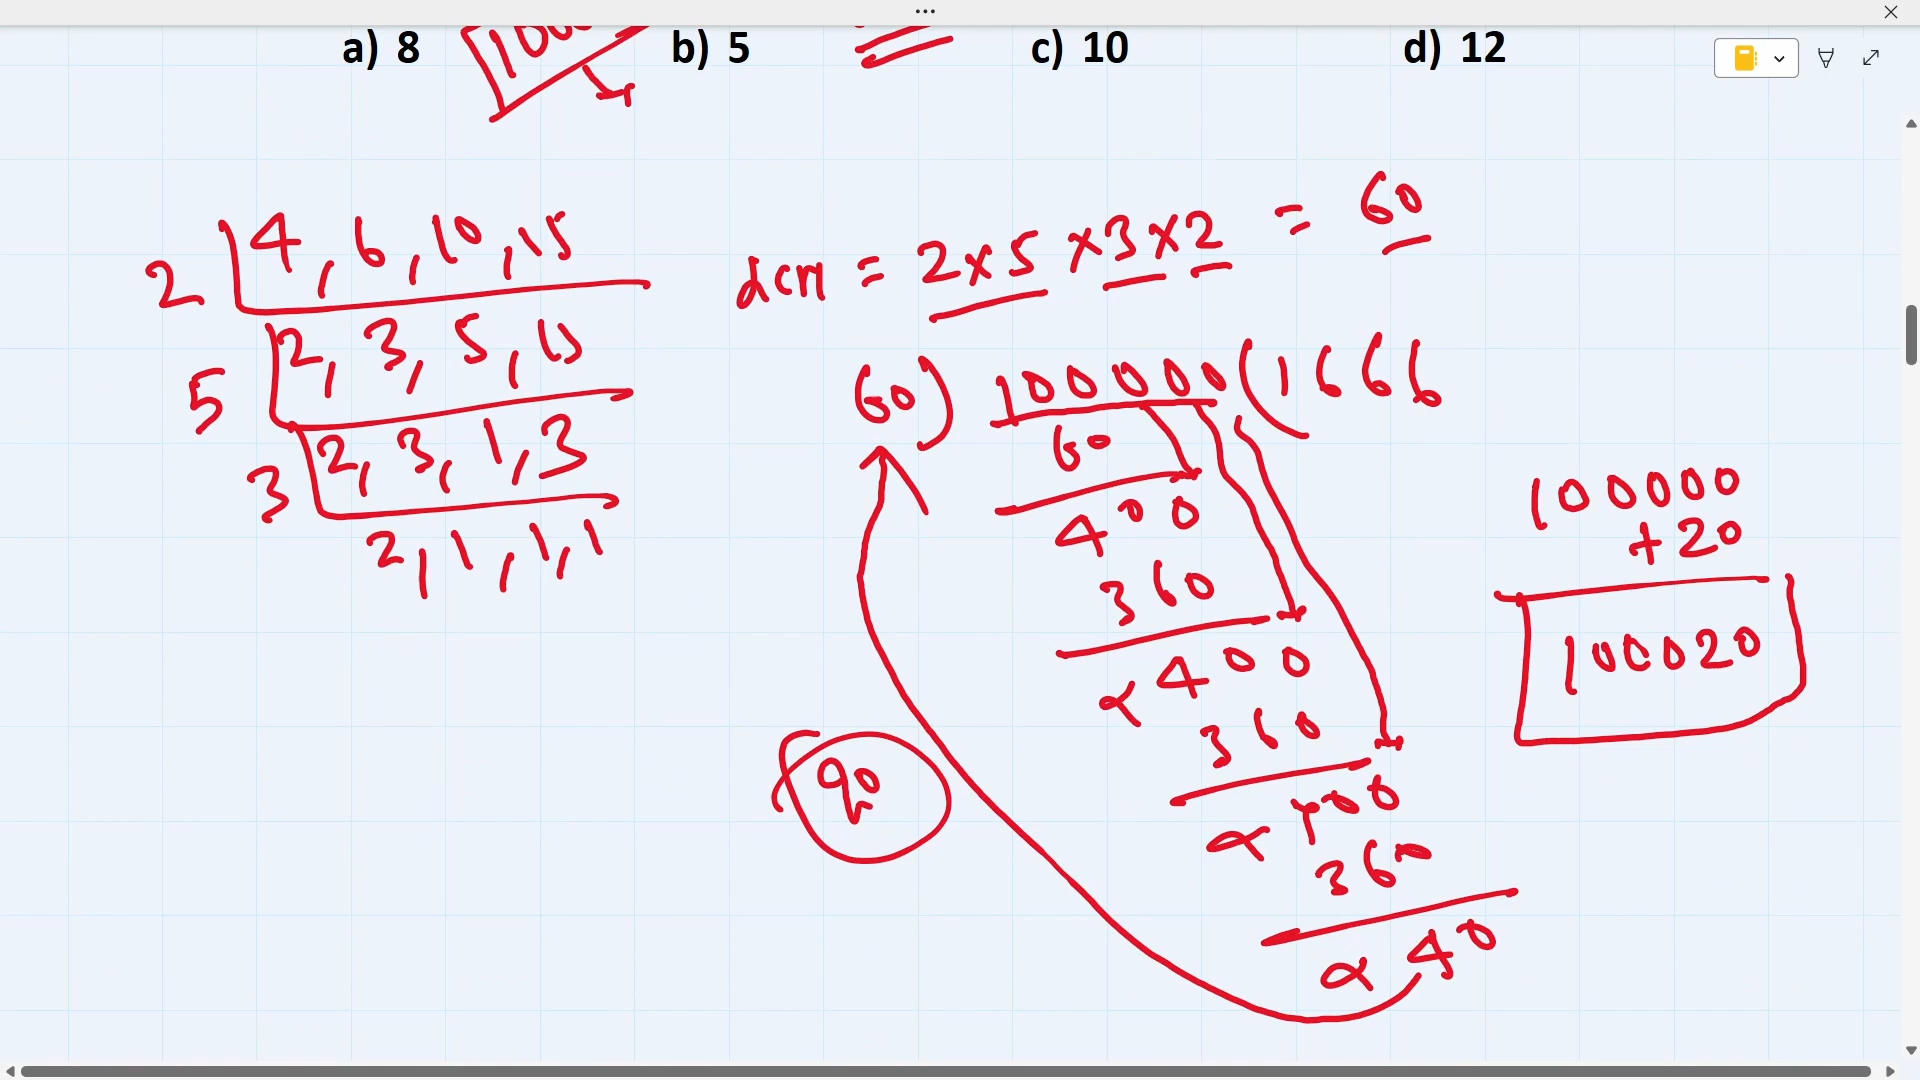 a) 8 b) 5 c) 10 d) 12
2 4, 6, 10, 15
5 2, 3, 5, 15
3 2, 3, 1, 3
2, 1, 1, 1
LCM = 2 x 5 x 3 x 2 = 60
60) 100000 (1666
60
400
360
400
360
400
360
40
20
100000
+ 20
100020